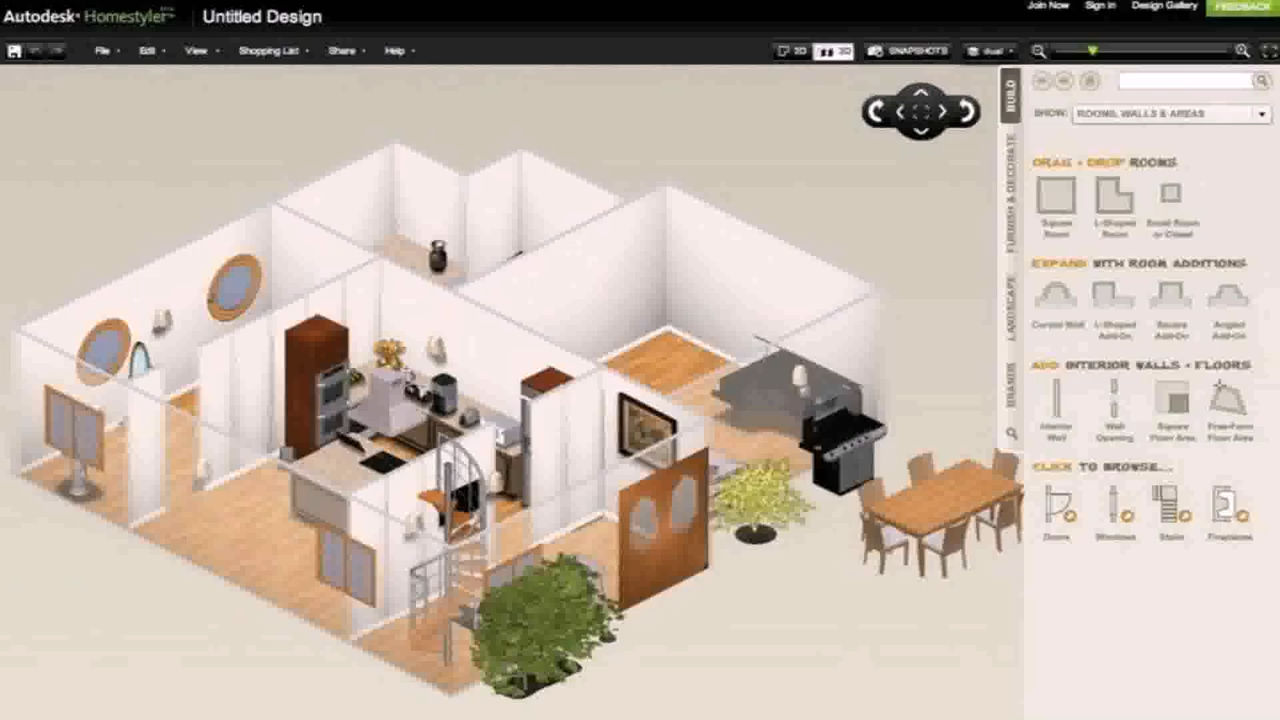 Autodesk Homestyler Untitled Design
Join Now Sign In Design Gallery FEEDBACK
File Edit View Shopping List Share Help
2D 3D SNAPSHOTS dual
BUILD
FURNISH & DECORATE
LANDSCAPE
BRANDS
SHOW: ROOMS, WALLS & AREAS
DRAG + DROP ROOMS
Square Room
L-Shaped Room
Small Room or Closet
EXPAND WITH ROOM ADDITIONS
Curved Wall
L-Shaped Add-On
Square Add-On
Angled Add-On
ADD INTERIOR WALLS + FLOORS
Interior Wall
Wall Opening
Square Floor Area
Free-Form Floor Area
CLICK TO BROWSE...
Doors
Windows
Stairs
Fireplaces